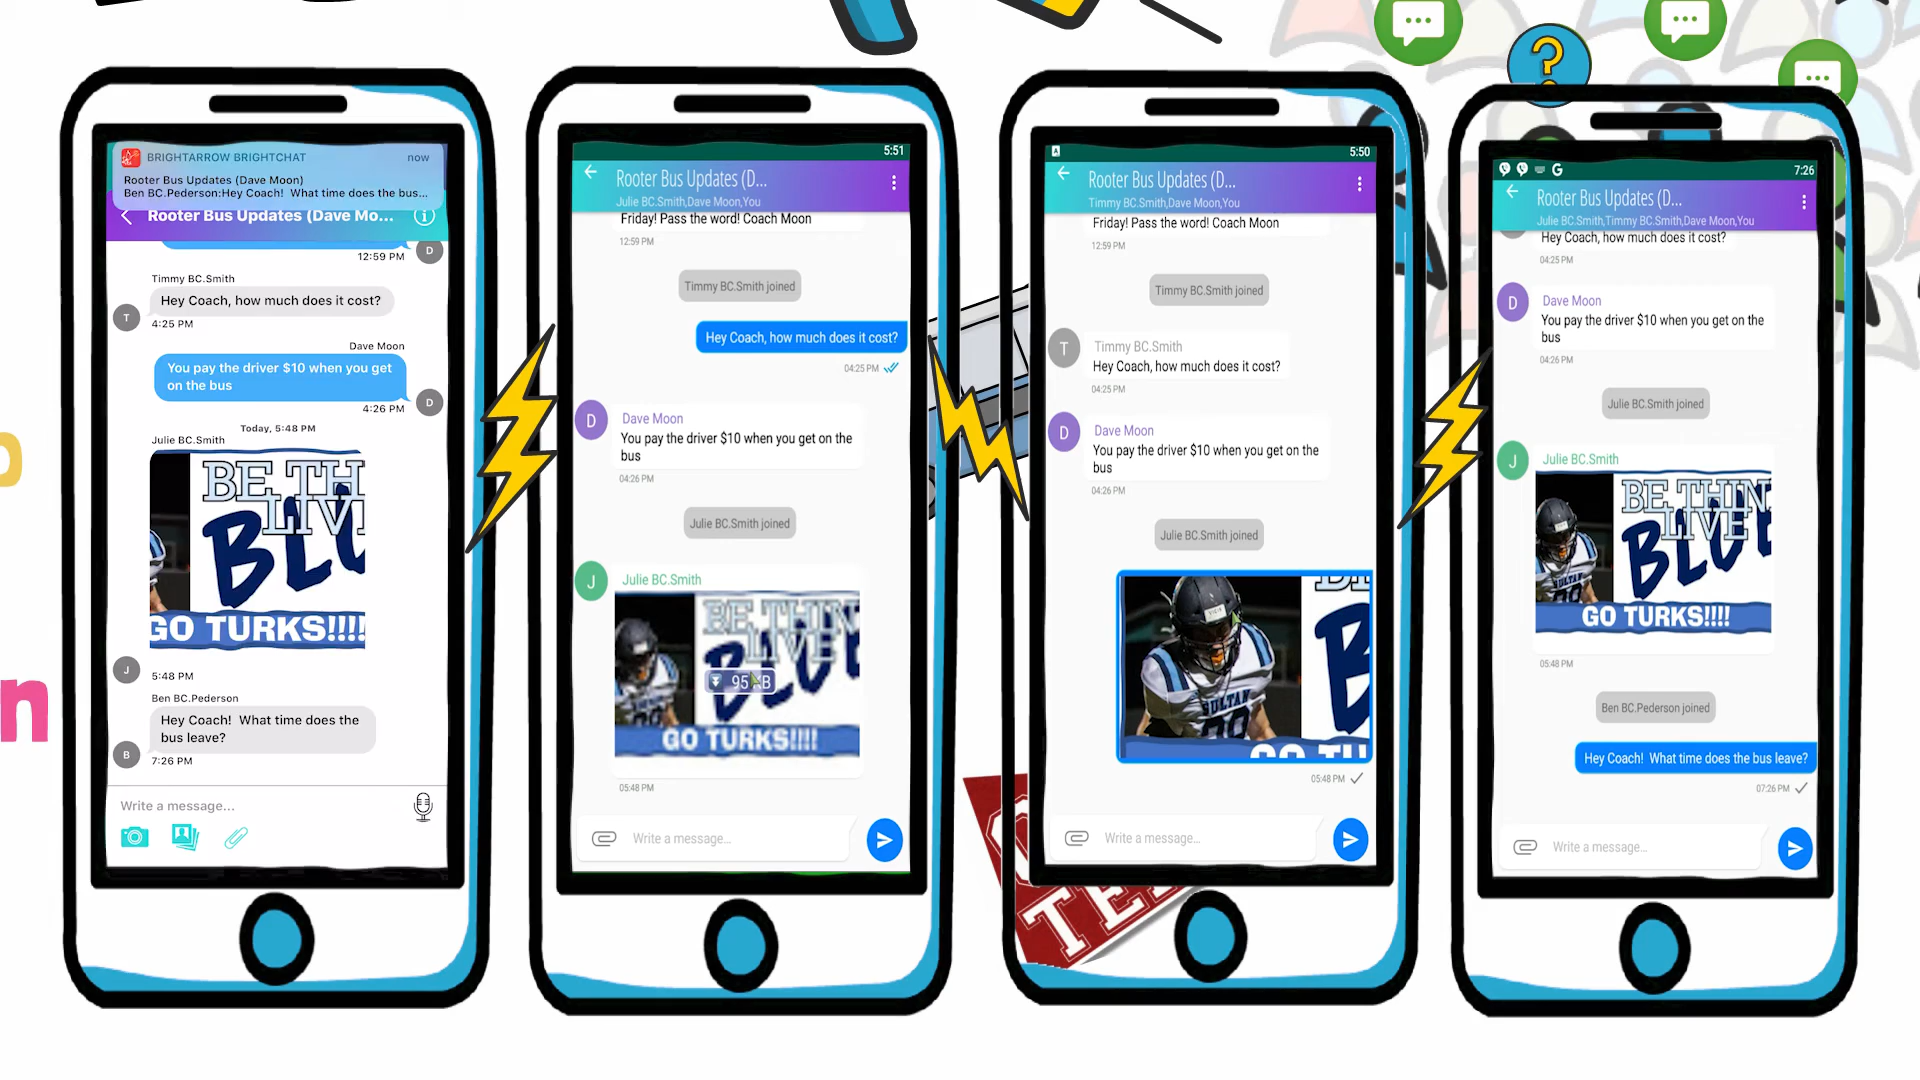 BRIGHTARROW BRIGHTCHAT now
Rooter Bus Updates (Dave Moon)
Ben BC.Pederson:Hey Coach! What time does the bus...
Rooter Bus Updates (Dave Mo...
12:59 PM
D
Timmy BC.Smith
Hey Coach, how much does it cost?
T
4:25 PM
Dave Moon
You pay the driver $10 when you get
on the bus
4:26 PM
D
Today, 5:48 PM
Julie BC.Smith
BE TH
LIV
BLU
GO TURKS!!!!
J
5:48 PM
Ben BC.Pederson
Hey Coach! What time does the
bus leave?
B
7:26 PM
Write a message...
5:51
Rooter Bus Updates (D...
Julie BC.Smith,Dave Moon,You
Friday! Pass the word! Coach Moon
12:59 PM
Timmy BC.Smith joined
Hey Coach, how much does it cost?
04:25 PM
D
Dave Moon
You pay the driver $10 when you get on the
bus
04:26 PM
Julie BC.Smith joined
J
Julie BC.Smith
BE THIN
LIVE
BLU
GO TURKS!!!!
05:48 PM
Write a message...
A
5:50
Rooter Bus Updates (D...
Timmy BC.Smith,Dave Moon,You
Friday! Pass the word! Coach Moon
12:59 PM
Timmy BC.Smith joined
T
Timmy BC.Smith
Hey Coach, how much does it cost?
04:25 PM
D
Dave Moon
You pay the driver $10 when you get on the
bus
04:26 PM
Julie BC.Smith joined
SULTAN
05:48 PM
Write a message...
G 7:26
Rooter Bus Updates (D...
Julie BC.Smith,Timmy BC.Smith,Dave Moon,You
Hey Coach, how much does it cost?
04:25 PM
D
Dave Moon
You pay the driver $10 when you get on the
bus
04:26 PM
Julie BC.Smith joined
J
Julie BC.Smith
BE THIN
LIVE
BLU
GO TURKS!!!!
05:48 PM
Ben BC.Pederson joined
Hey Coach! What time does the bus leave?
07:26 PM
Write a message...
?
n